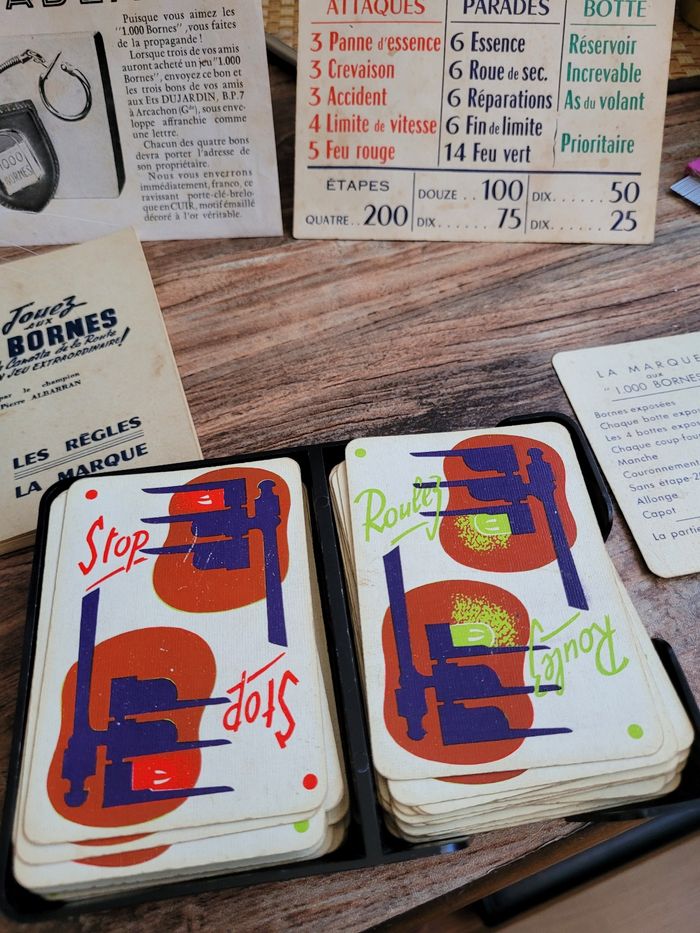 Puisque vous aimez les
"1.000 Bornes", vous faites
de la propagande !
Lorsque trois de vos amis
auront acheté un jeu "1.000
Bornes", envoyez ce bon et
les trois bons de vos amis
aux Ets DUJARDIN, B.P. 7
à Arcachon (Gde), sous enve-
loppe affranchie comme
une lettre.
Chacun des quatre bons
devra porter l'adresse de
son propriétaire.
Nous vous enverrons
immédiatement, franco, ce
ravissant porte-clé-brelo-
que en CUIR, motif émaillé
décoré à l'or véritable.
1000
BORNES
ATTAQUES
3 Panne d'essence
3 Crevaison
3 Accident
4 Limite de vitesse
5 Feu rouge
PARADES
6 Essence
6 Roue de sec.
6 Réparations
6 Fin de limite
14 Feu vert
BOTTE
Réservoir
Increvable
As du volant
Prioritaire
ÉTAPES
QUATRE.. 200
DOUZE .. 100
DIX...... 75
DIX...... 50
DIX...... 25
Jouez
aux
BORNES
Canasta de la Route
JEU EXTRAORDINAIRE!
par le champion
Pierre ALBARRAN
LES RÈGLES
LA MARQUE
LA MARQUE
aux
"1.000 BORNES
Bornes exposées
Chaque botte expos
Les 4 bottes expos
Chaque coup-four
Manche
Couronnement
Sans étape-2
Allonge
Capot
La partie
Stop
Stop
Roulez
Roulez